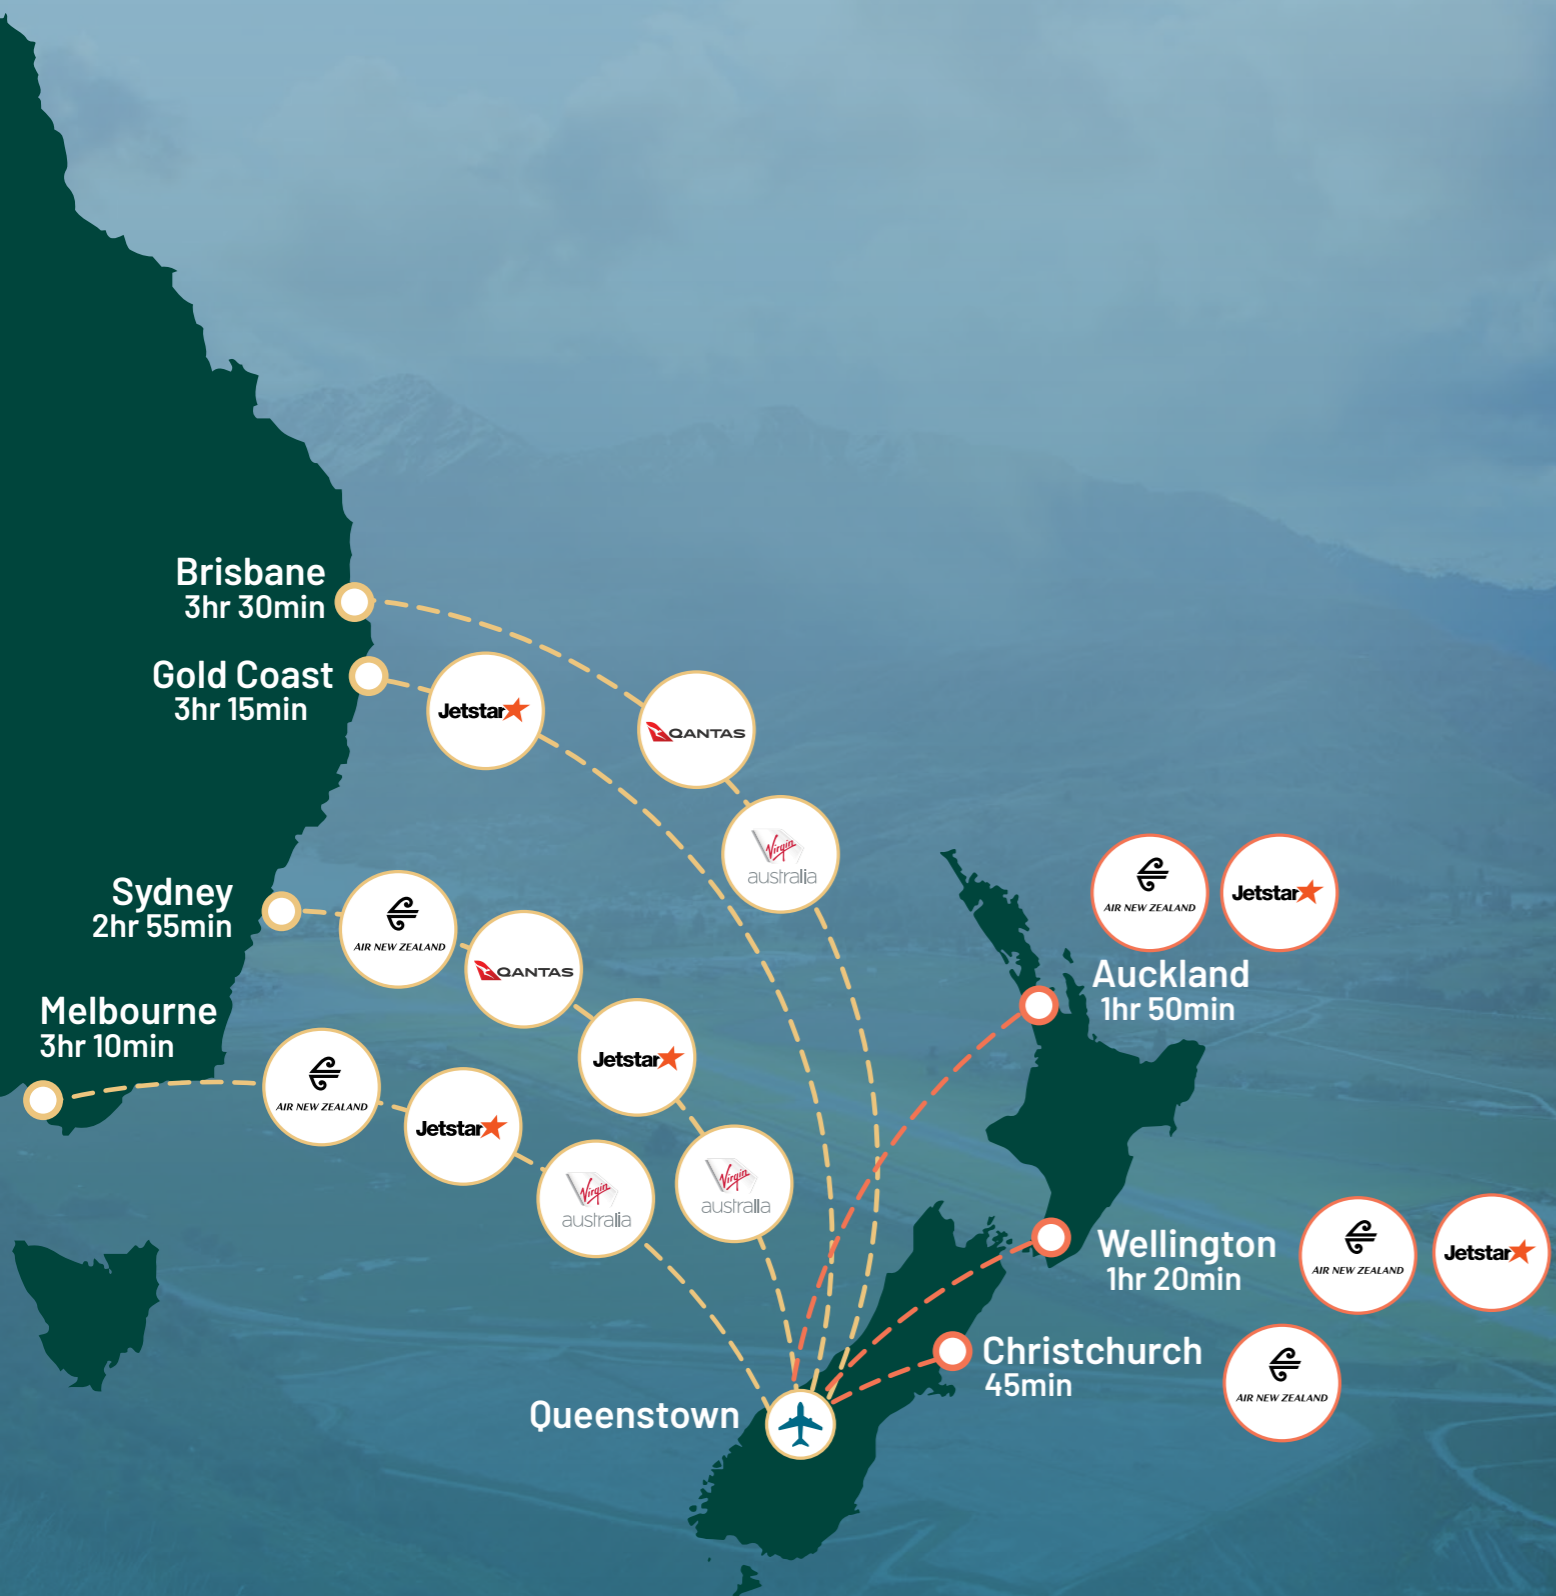 Brisbane
3hr 30min
Gold Coast
3hr 15min
Jetstar
QANTAS
Virgin
australia
Sydney
2hr 55min
AIR NEW ZEALAND
QANTAS
Jetstar
Virgin
australia
Melbourne
3hr 10min
AIR NEW ZEALAND
Jetstar
Virgin
australia
AIR NEW ZEALAND
Jetstar
Auckland
1hr 50min
Wellington
1hr 20min
AIR NEW ZEALAND
Jetstar
Christchurch
45min
AIR NEW ZEALAND
Queenstown